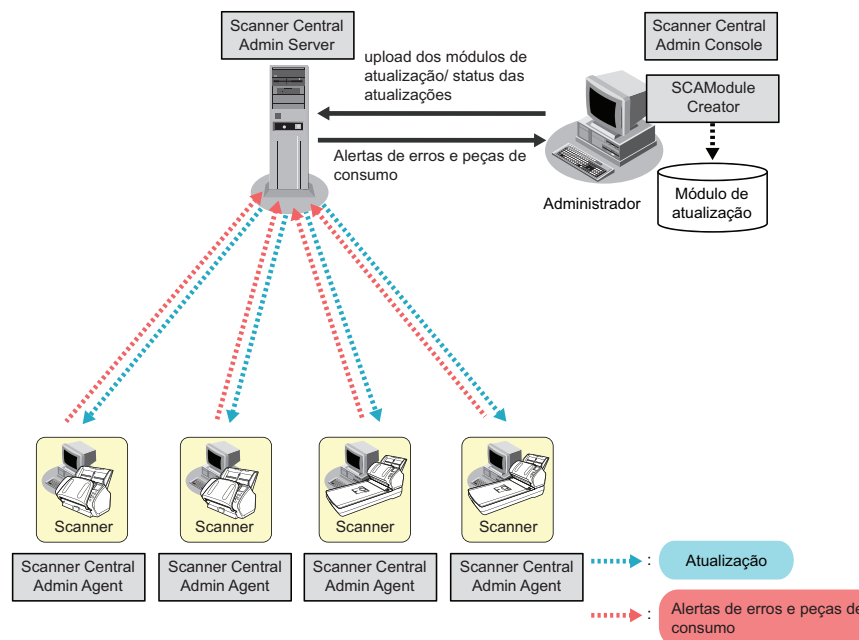 Scanner Central
Admin Server
upload dos módulos de
atualização/ status das
atualizações
Alertas de erros e peças de
consumo
Scanner Central
Admin Console
SCAModule
Creator
Administrador
Módulo de
atualização
Scanner
Scanner
Scanner
Scanner
Scanner Central
Admin Agent
Scanner Central
Admin Agent
Scanner Central
Admin Agent
Scanner Central
Admin Agent
: Atualização
: Alertas de erros e peças de
consumo